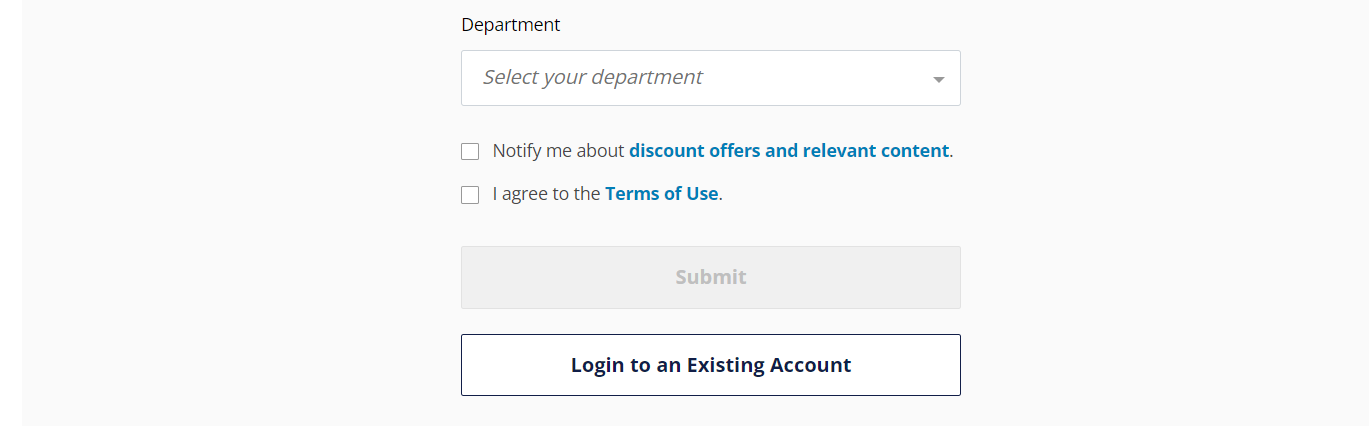 Department
Select your department
Notify me about discount offers and relevant content.
I agree to the Terms of Use.
Submit
Login to an Existing Account